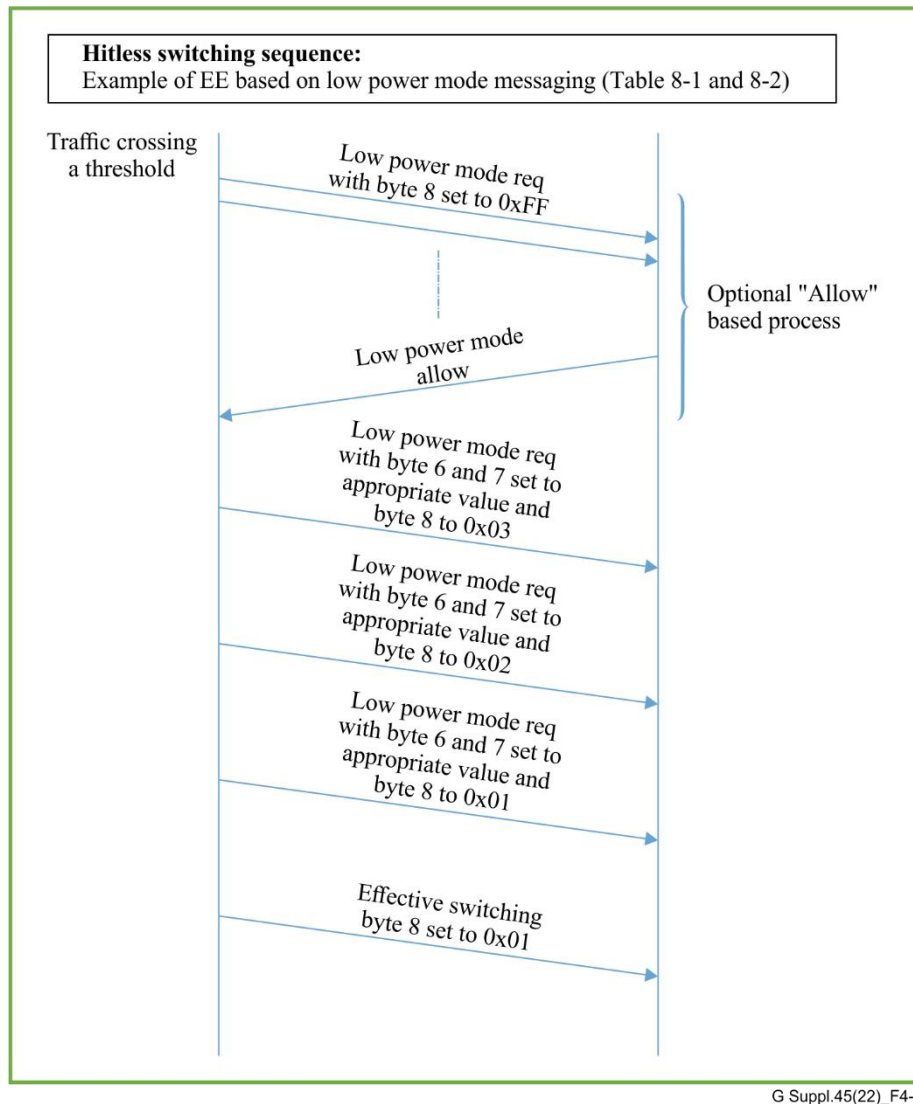 Hitless switching sequence:
Example of EE based on low power mode messaging (Table 8-1 and 8-2)
Traffic crossing
a threshold
Low power mode req
with byte 8 set to 0xFF
Optional "Allow"
based process
Low power mode
allow
Low power mode req
with byte 6 and 7 set to
appropriate value and
byte 8 to 0x03
Low power mode req
with byte 6 and 7 set to
appropriate value and
byte 8 to 0x02
Low power mode req
with byte 6 and 7 set to
appropriate value and
byte 8 to 0x01
Effective switching
byte 8 set to 0x01
G Suppl.45(22)_F4-